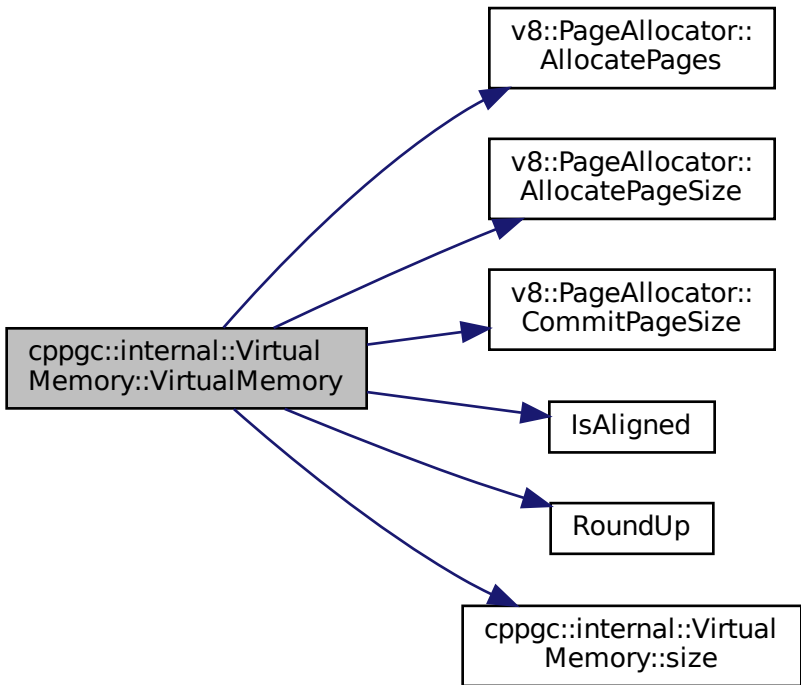 v8::PageAllocator::
AllocatePages
v8::PageAllocator::
AllocatePageSize
v8::PageAllocator::
CommitPageSize
cppgc::internal::Virtual
Memory::VirtualMemory
IsAligned
RoundUp
cppgc::internal::Virtual
Memory::size